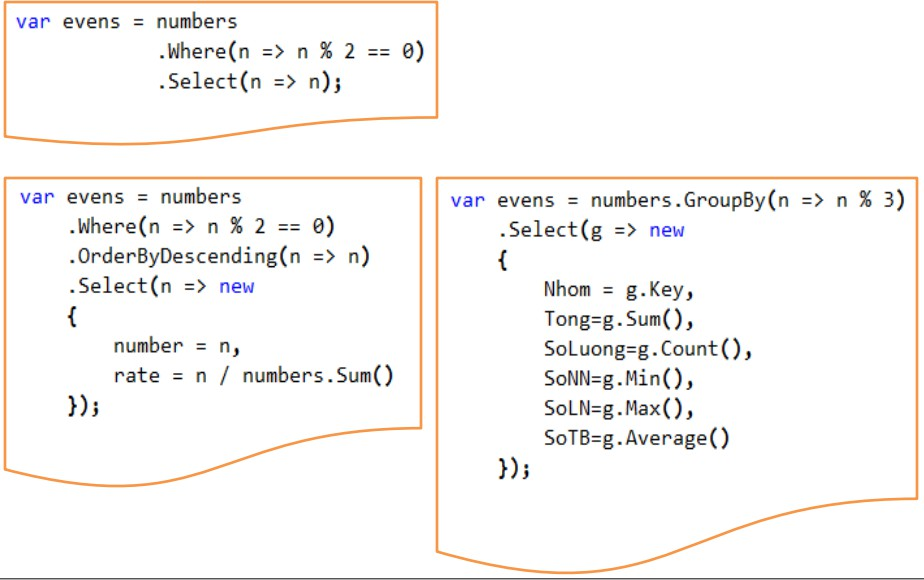 var evens = numbers
.Where(n => n % 2 == 0)
.Select(n => n);
var evens = numbers
.Where(n => n % 2 == 0)
.OrderByDescending(n => n)
.Select(n => new
{
number = n,
rate = n / numbers.Sum()
});
var evens = numbers.GroupBy(n => n % 3)
.Select(g => new
{
Nhom = g.Key,
Tong=g.Sum(),
SoLuong=g.Count(),
SoNN=g.Min(),
SoLN=g.Max(),
SoTB=g.Average()
});